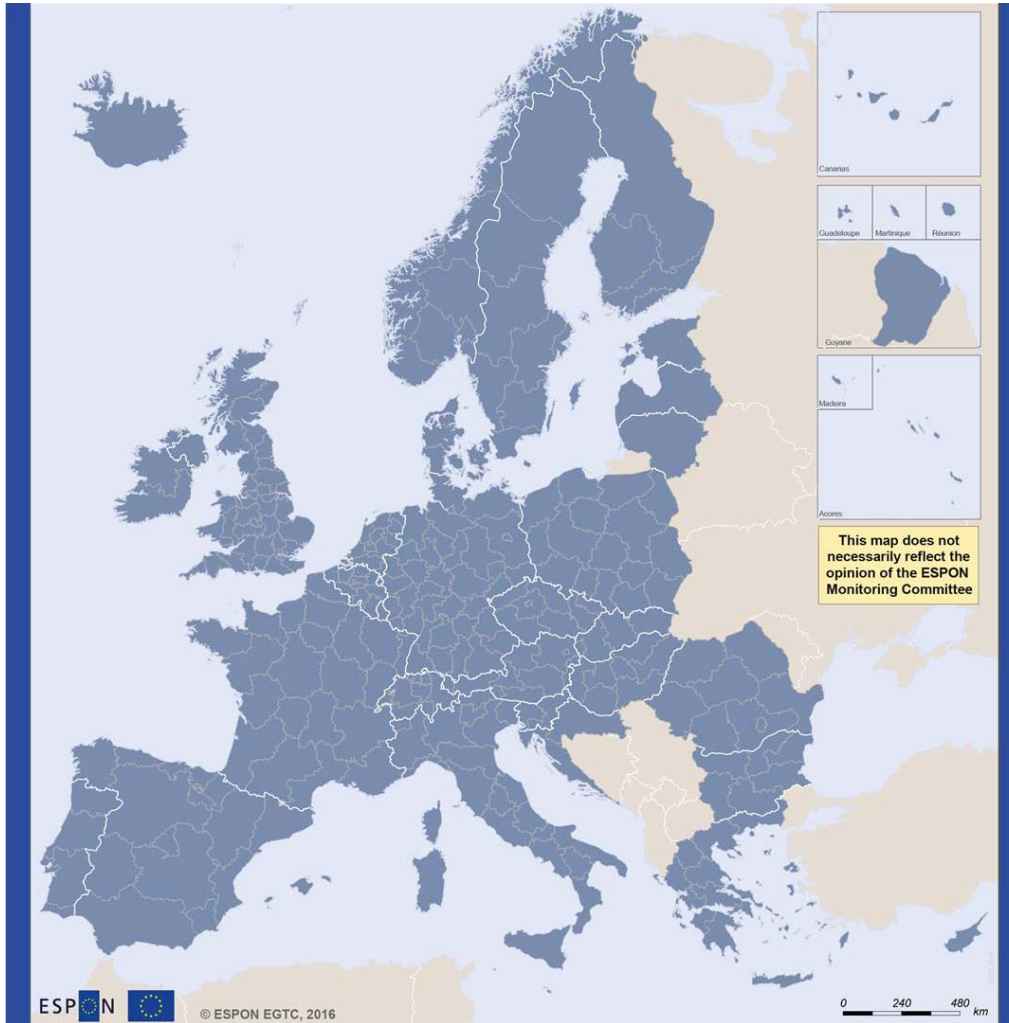 Canarias
Guadeloupe
Martinique
Réunion
Guyane
Madeira
Acores
This map does not
necessarily reflect the
opinion of the ESPON
Monitoring Committee
ESPON
© ESPON EGTC, 2016
0 240 480
km